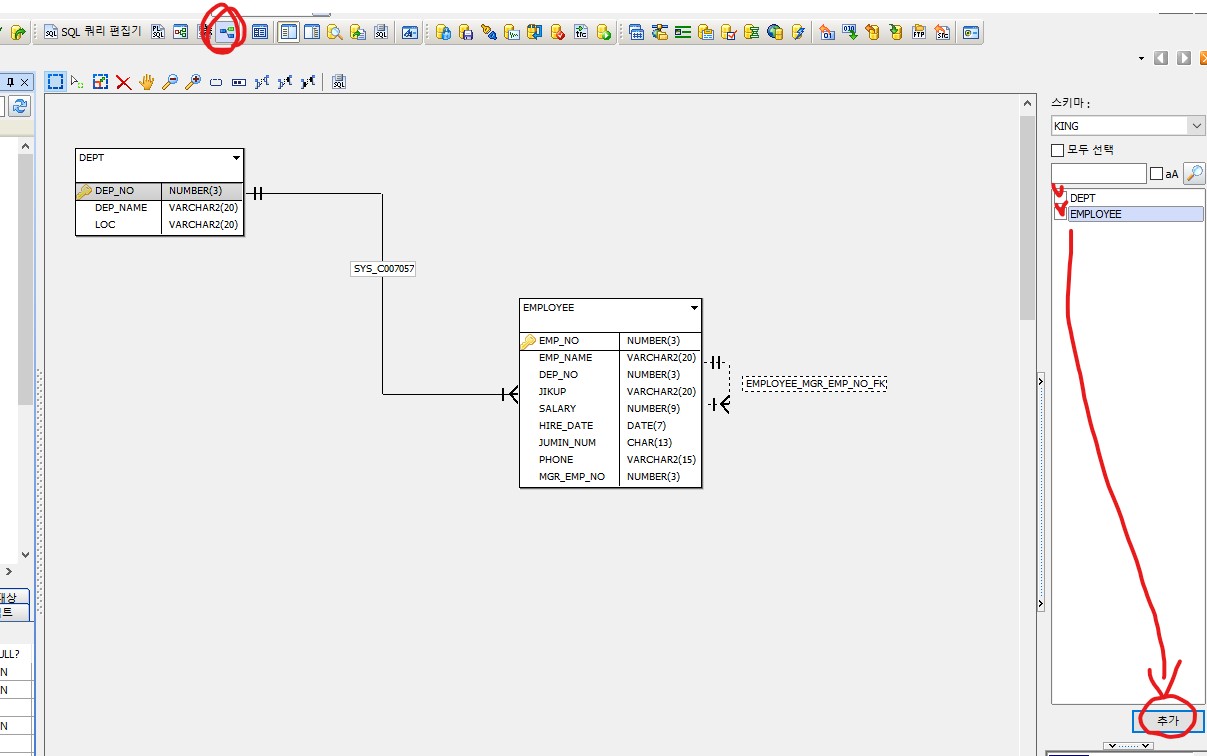 SQL 쿼리 편집기
스키마 :
KING
모두 선택
aA
DEPT
EMPLOYEE
DEPT
DEP_NO NUMBER(3)
DEP_NAME VARCHAR2(20)
LOC VARCHAR2(20)
SYS_C007057
EMPLOYEE
EMP_NO NUMBER(3)
EMP_NAME VARCHAR2(20)
DEP_NO NUMBER(3)
JIKUP VARCHAR2(20)
SALARY NUMBER(9)
HIRE_DATE DATE(7)
JUMIN_NUM CHAR(13)
PHONE VARCHAR2(15)
MGR_EMP_NO NUMBER(3)
EMPLOYEE_MGR_EMP_NO_FK
ULL?
N
N
N
추가